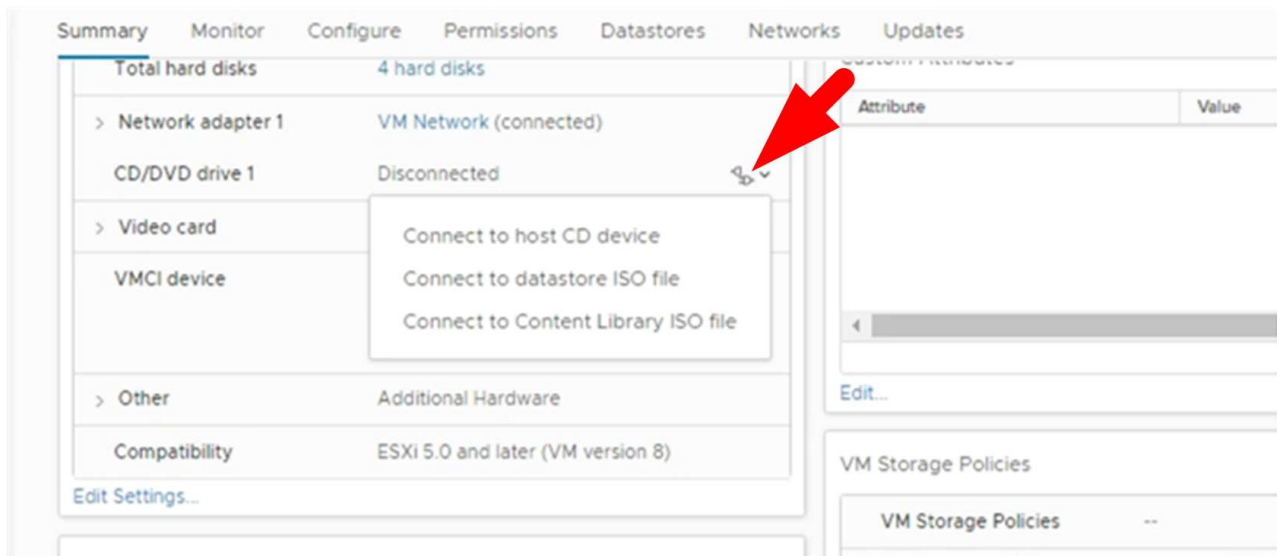 Summary Monitor Configure Permissions Datastores Networks Updates
Total hard disks 4 hard disks
Network adapter 1 VM Network (connected)
CD/DVD drive 1 Disconnected
Video card
Connect to host CD device
VMCI device
Connect to datastore ISO file
Connect to Content Library ISO file
Other Additional Hardware
Compatibility ESXi 5.0 and later (VM version 8)
Edit Settings...
Custom Attributes
Attribute Value
Edit...
VM Storage Policies
VM Storage Policies --